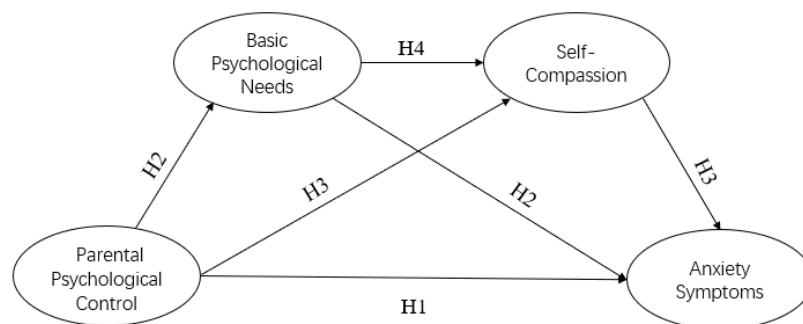 Basic
Psychological
Needs
H4
Self-
Compassion
H2
H3
H2
H3
Parental
Psychological
Control
H1
Anxiety
Symptoms